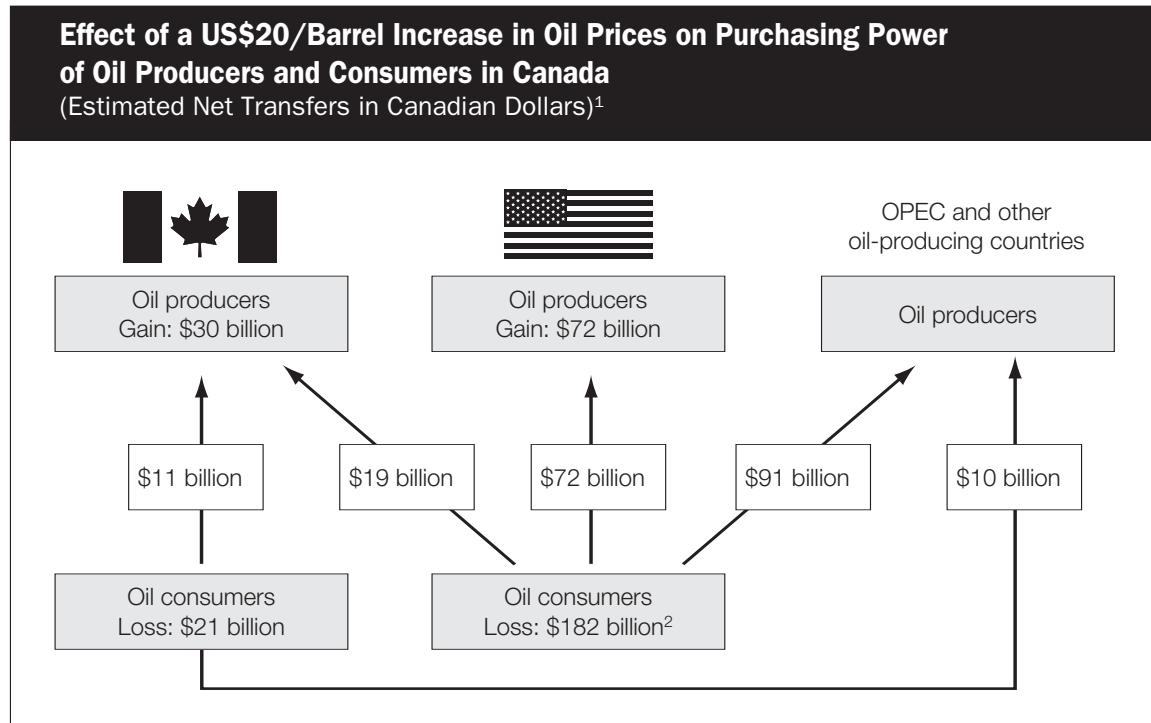 Effect of a US$20/Barrel Increase in Oil Prices on Purchasing Power
of Oil Producers and Consumers in Canada
(Estimated Net Transfers in Canadian Dollars)¹
OPEC and other
oil-producing countries
Oil producers
Gain: $30 billion
Oil producers
Gain: $72 billion
Oil producers
$11 billion
$19 billion
$72 billion
$91 billion
$10 billion
Oil consumers
Loss: $21 billion
Oil consumers
Loss: $182 billion²